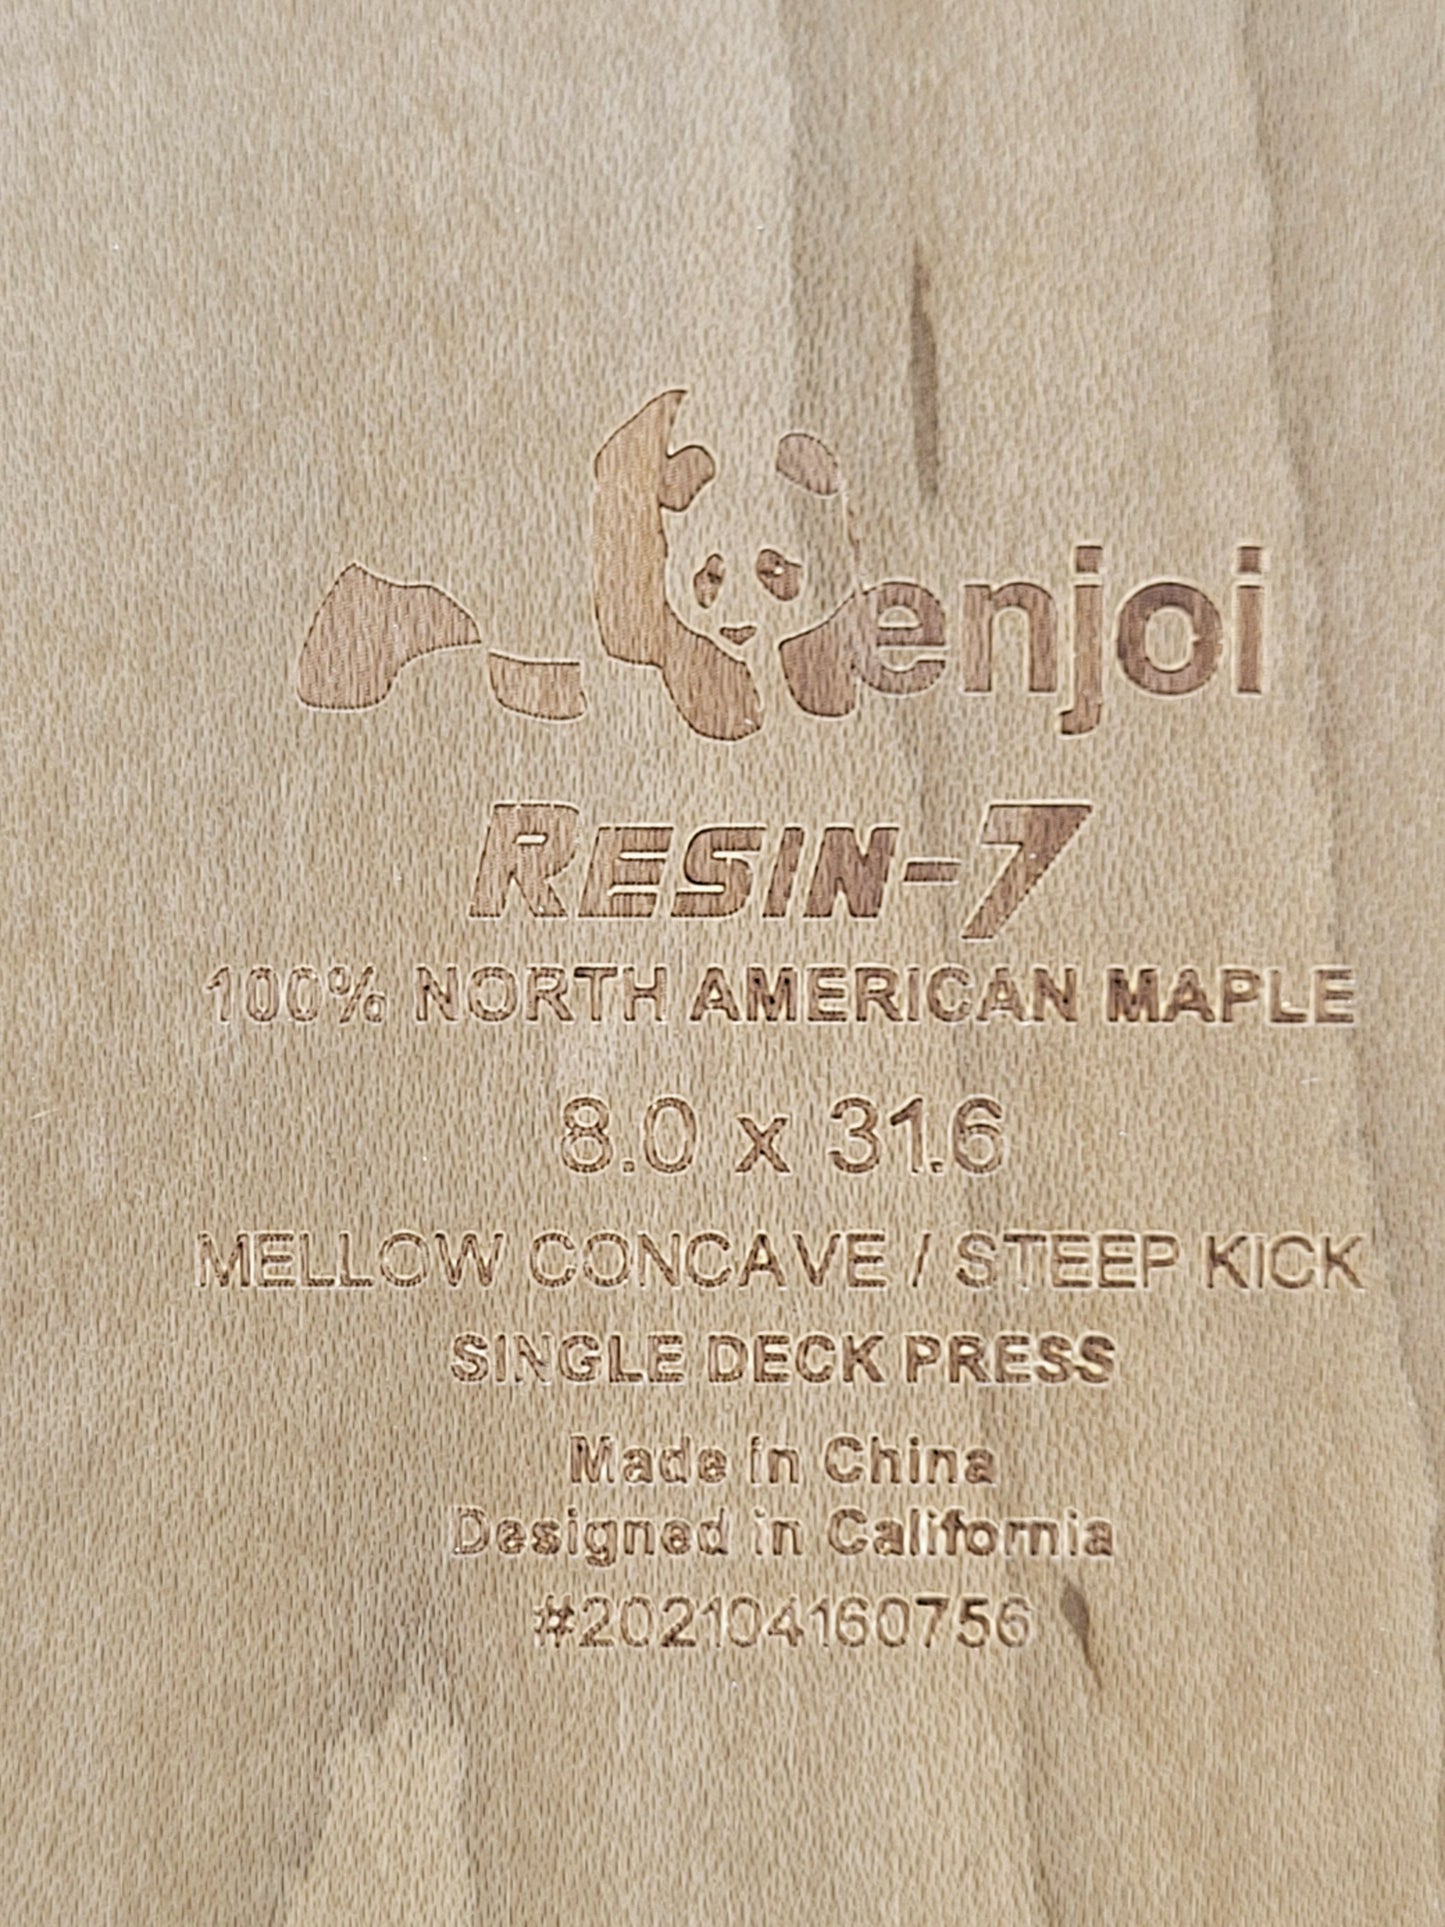 enjoi
RESIN-7
100% NORTH AMERICAN MAPLE
8.0 x 31.6
MELLOW CONCAVE / STEEP KICK
SINGLE DECK PRESS
Made in China
Designed in California
#202104160756